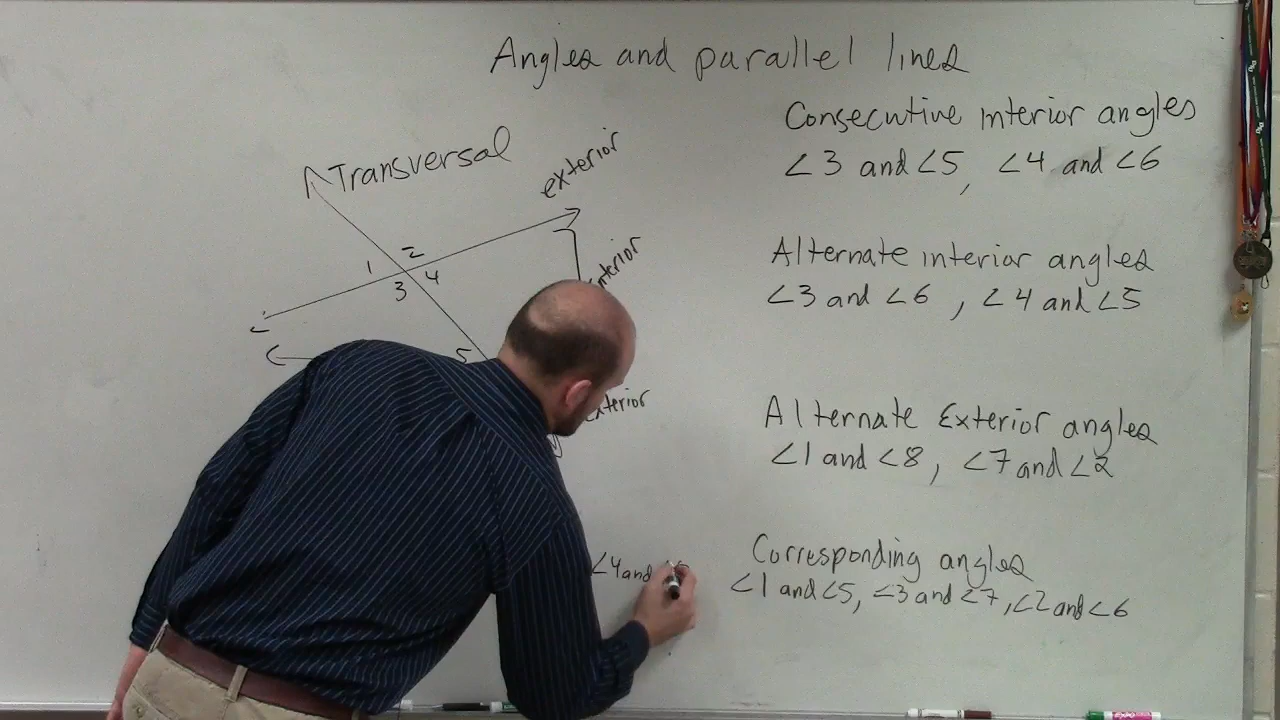 Angles and parallel lines
Consecutive interior angles
∠3 and ∠5, ∠4 and ∠6
Transversal
exterior
1 2
3 4
5
Alternate interior angles
∠3 and ∠6, ∠4 and ∠5
exterior
Alternate Exterior angles
∠1 and ∠8, ∠7 and ∠2
Corresponding angles
∠1 and ∠5, ∠3 and ∠7, ∠2 and ∠6
∠4 and